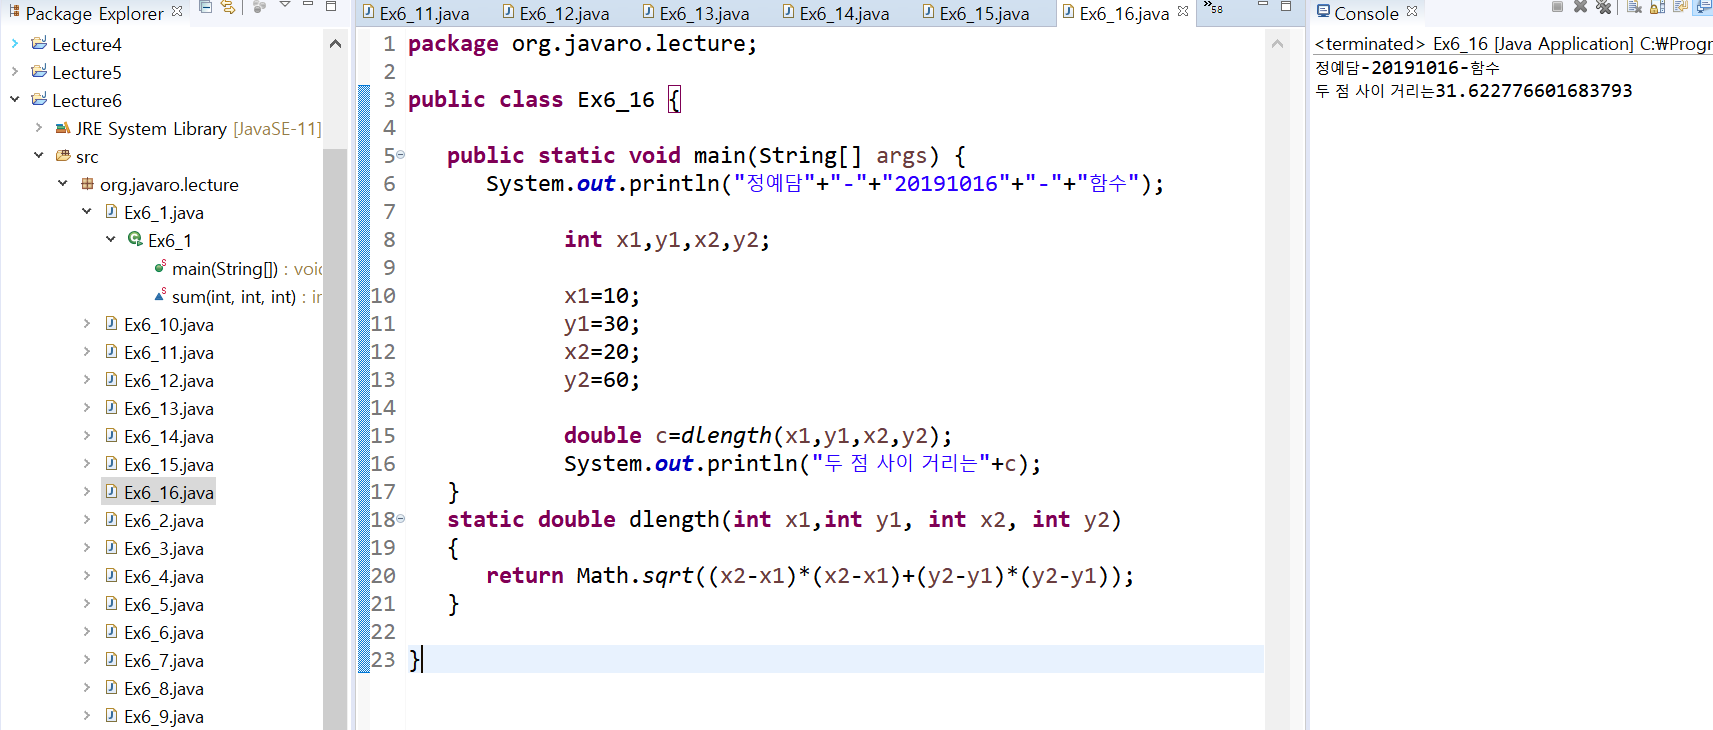 Package Explorer
Lecture4
Lecture5
Lecture6
JRE System Library [JavaSE-11]
src
org.javaro.lecture
Ex6_1.java
Ex6_1
main(String[]) : void
sum(int, int, int) : in
Ex6_10.java
Ex6_11.java
Ex6_12.java
Ex6_13.java
Ex6_14.java
Ex6_15.java
Ex6_16.java
Ex6_2.java
Ex6_3.java
Ex6_4.java
Ex6_5.java
Ex6_6.java
Ex6_7.java
Ex6_8.java
Ex6_9.java
Ex6_11.java Ex6_12.java Ex6_13.java Ex6_14.java Ex6_15.java Ex6_16.java »58
1 package org.javaro.lecture;
2
3 public class Ex6_16 {
4
5 public static void main(String[] args) {
6 System.out.println("정예담"+"-"+"20191016"+"-"+"함수");
7
8 int x1,y1,x2,y2;
9
10 x1=10;
11 y1=30;
12 x2=20;
13 y2=60;
14
15 double c=dlength(x1,y1,x2,y2);
16 System.out.println("두 점 사이 거리는"+c);
17 }
18 static double dlength(int x1,int y1, int x2, int y2)
19 {
20 return Math.sqrt((x2-x1)*(x2-x1)+(y2-y1)*(y2-y1));
21 }
22
23 }
Console
<terminated> Ex6_16 [Java Application] C:₩Progr
정예담-20191016-함수
두 점 사이 거리는31.622776601683793